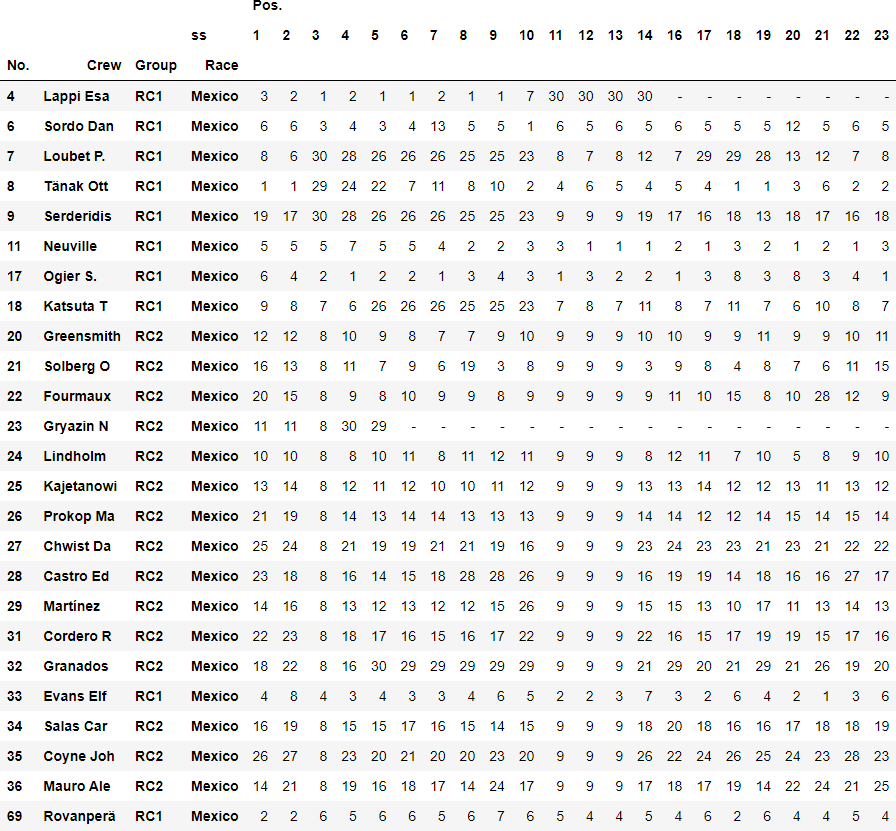 Pos.
ss 1 2 3 4 5 6 7 8 9 10 11 12 13 14 16 17 18 19 20 21 22 23
No. Crew Group Race
4 Lappi Esa RC1 Mexico 3 2 1 2 1 1 2 1 1 7 30 30 30 30 - - - - - - - -
6 Sordo Dan RC1 Mexico 6 6 3 4 3 4 13 5 5 1 6 5 6 5 6 5 5 5 12 5 6 5
7 Loubet P. RC1 Mexico 8 6 30 28 26 26 26 25 25 23 8 7 8 12 7 29 29 28 13 12 7 8
8 Tänak Ott RC1 Mexico 1 1 29 24 22 7 11 8 10 2 4 6 5 4 5 4 1 1 3 6 2 2
9 Serderidis RC1 Mexico 19 17 30 28 26 26 26 25 25 23 9 9 9 19 17 16 18 13 18 17 16 18
11 Neuville RC1 Mexico 5 5 5 7 5 5 4 2 2 3 3 1 1 1 2 1 3 2 1 2 1 3
17 Ogier S. RC1 Mexico 6 4 2 1 2 2 1 3 4 3 1 3 2 2 1 3 8 3 8 3 4 1
18 Katsuta T RC1 Mexico 9 8 7 6 26 26 26 25 25 23 7 8 7 11 8 7 11 7 6 10 8 7
20 Greensmith RC2 Mexico 12 12 8 10 9 8 7 7 9 10 9 9 9 10 10 9 9 11 9 9 10 11
21 Solberg O RC2 Mexico 16 13 8 11 7 9 6 19 3 8 9 9 9 3 9 8 4 8 7 6 11 15
22 Fourmaux RC2 Mexico 20 15 8 9 8 10 9 9 8 9 9 9 9 9 11 10 15 8 10 28 12 9
23 Gryazin N RC2 Mexico 11 11 8 30 29 - - - - - - - - - - - - - - - - -
24 Lindholm RC2 Mexico 10 10 8 8 10 11 8 11 12 11 9 9 9 8 12 11 7 10 5 8 9 10
25 Kajetanowi RC2 Mexico 13 14 8 12 11 12 10 10 11 12 9 9 9 13 13 14 12 12 13 11 13 12
26 Prokop Ma RC2 Mexico 21 19 8 14 13 14 14 13 13 13 9 9 9 14 14 12 12 14 15 14 15 14
27 Chwist Da RC2 Mexico 25 24 8 21 19 19 21 21 19 16 9 9 9 23 24 23 23 21 23 21 22 22
28 Castro Ed RC2 Mexico 23 18 8 16 14 15 18 28 28 26 9 9 9 16 19 19 14 18 16 16 27 17
29 Martínez RC2 Mexico 14 16 8 13 12 13 12 12 15 26 9 9 9 15 15 13 10 17 11 13 14 13
31 Cordero R RC2 Mexico 22 23 8 18 17 16 15 16 17 22 9 9 9 22 16 15 17 19 19 15 17 16
32 Granados RC2 Mexico 18 22 8 16 30 29 29 29 29 29 9 9 9 21 29 20 21 29 21 26 19 20
33 Evans Elf RC1 Mexico 4 8 4 3 4 3 3 4 6 5 2 2 3 7 3 2 6 4 2 1 3 6
34 Salas Car RC2 Mexico 16 19 8 15 15 17 16 15 14 15 9 9 9 18 20 18 16 16 17 18 18 19
35 Coyne Joh RC2 Mexico 26 27 8 23 20 21 20 20 23 20 9 9 9 26 22 24 26 25 24 23 28 23
36 Mauro Ale RC2 Mexico 14 21 8 19 16 18 17 14 24 17 9 9 9 17 18 17 19 14 22 24 21 25
69 Rovanperä RC1 Mexico 2 2 6 5 6 6 5 6 7 6 5 4 4 5 4 6 2 6 4 4 5 4